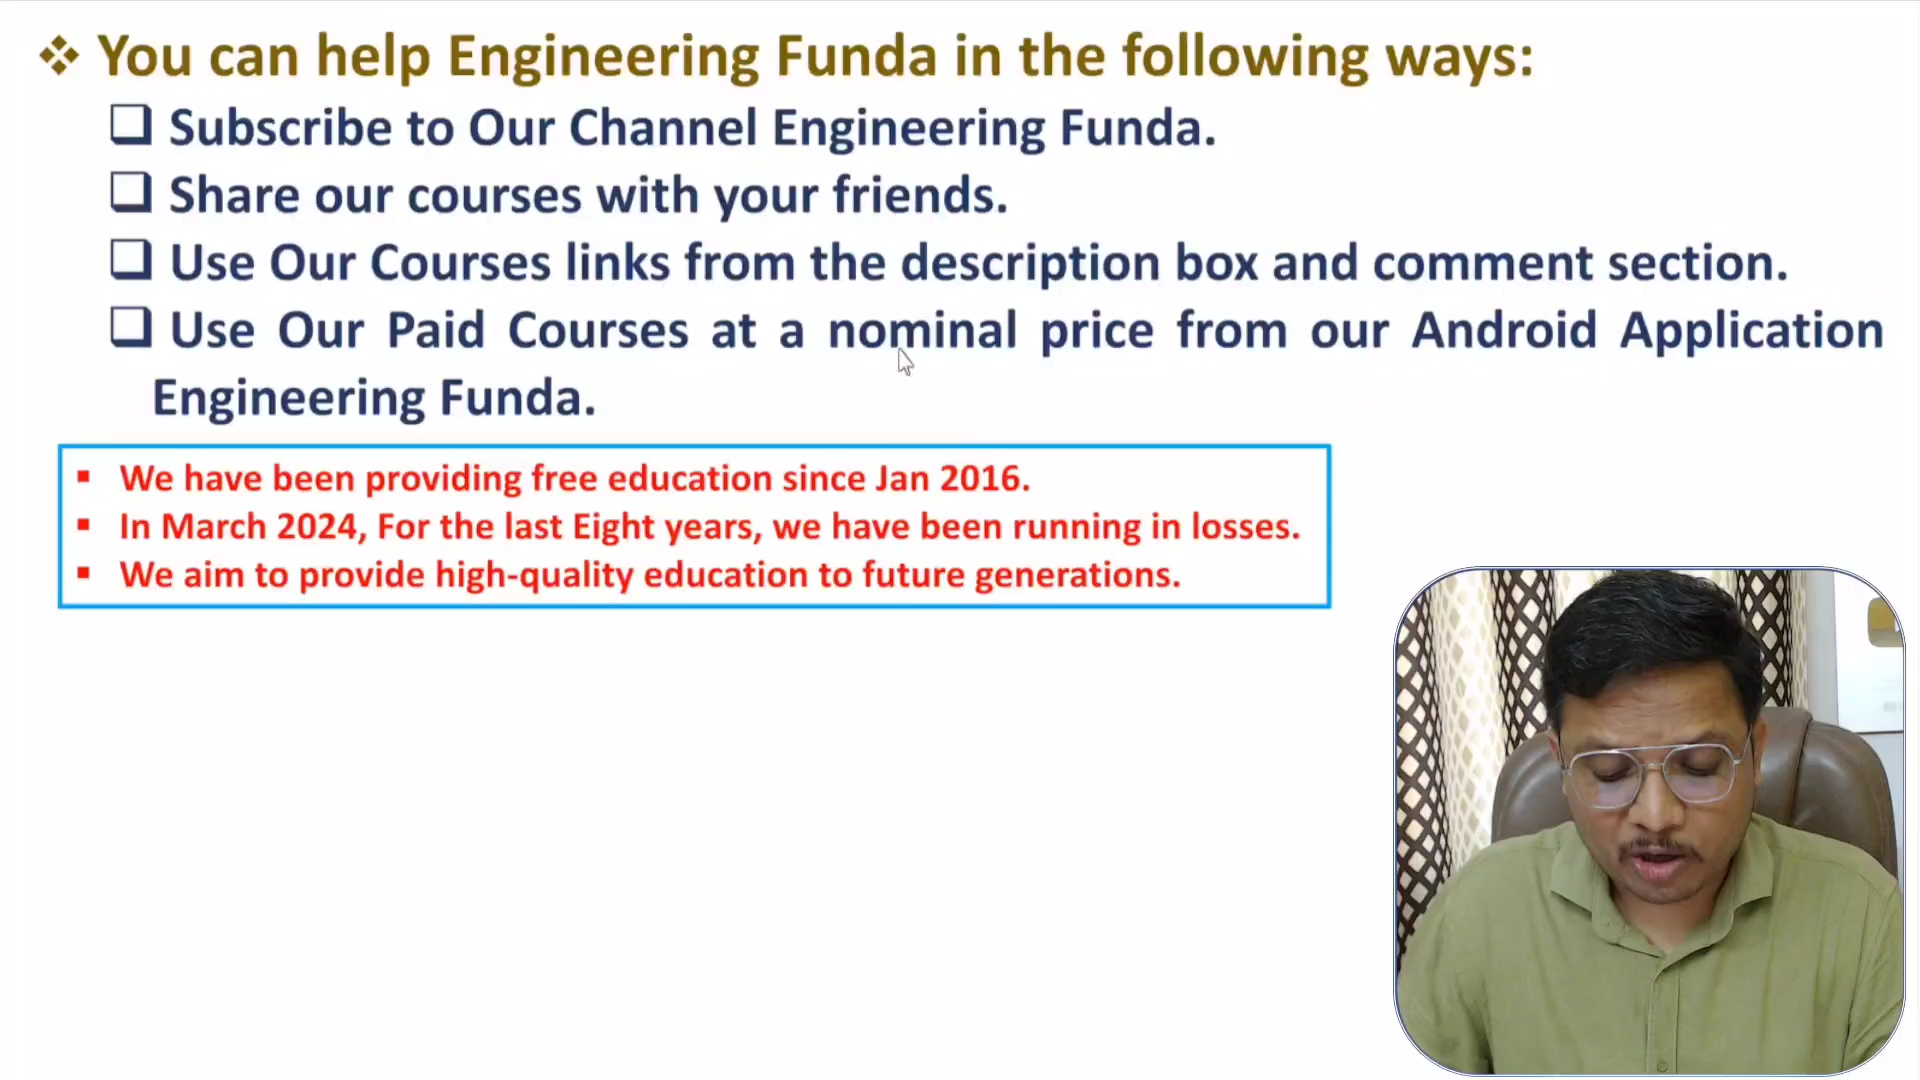 You can help Engineering Funda in the following ways:
Subscribe to Our Channel Engineering Funda.
Share our courses with your friends.
Use Our Courses links from the description box and comment section.
Use Our Paid Courses at a nominal price from our Android Application
Engineering Funda.
We have been providing free education since Jan 2016.
In March 2024, For the last Eight years, we have been running in losses.
We aim to provide high-quality education to future generations.